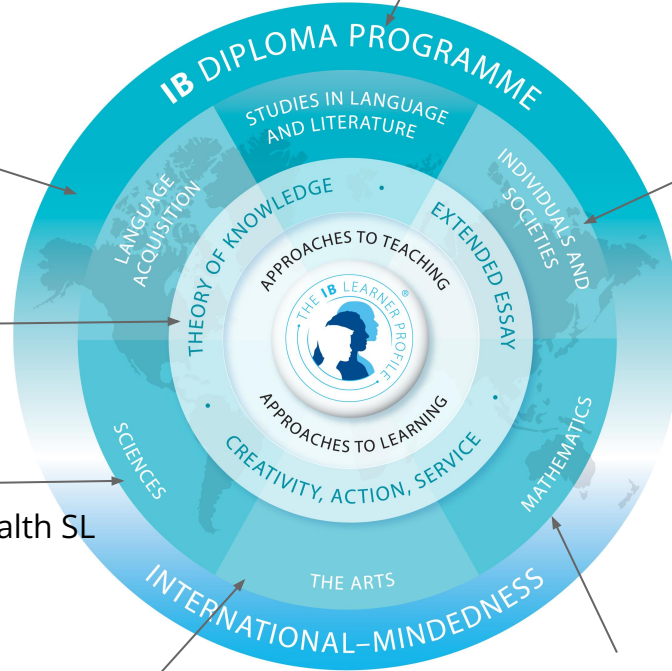 IB DIPLOMA PROGRAMME
STUDIES IN LANGUAGE
AND LITERATURE
LANGUAGE
ACQUISITION
INDIVIDUALS AND
SOCIETIES
THEORY OF KNOWLEDGE
EXTENDED ESSAY
APPROACHES TO TEACHING
THE IB LEARNER PROFILE ®
APPROACHES TO LEARNING
CREATIVITY, ACTION, SERVICE
SCIENCES
MATHEMATICS
alth SL
THE ARTS
INTERNATIONAL–MINDEDNESS